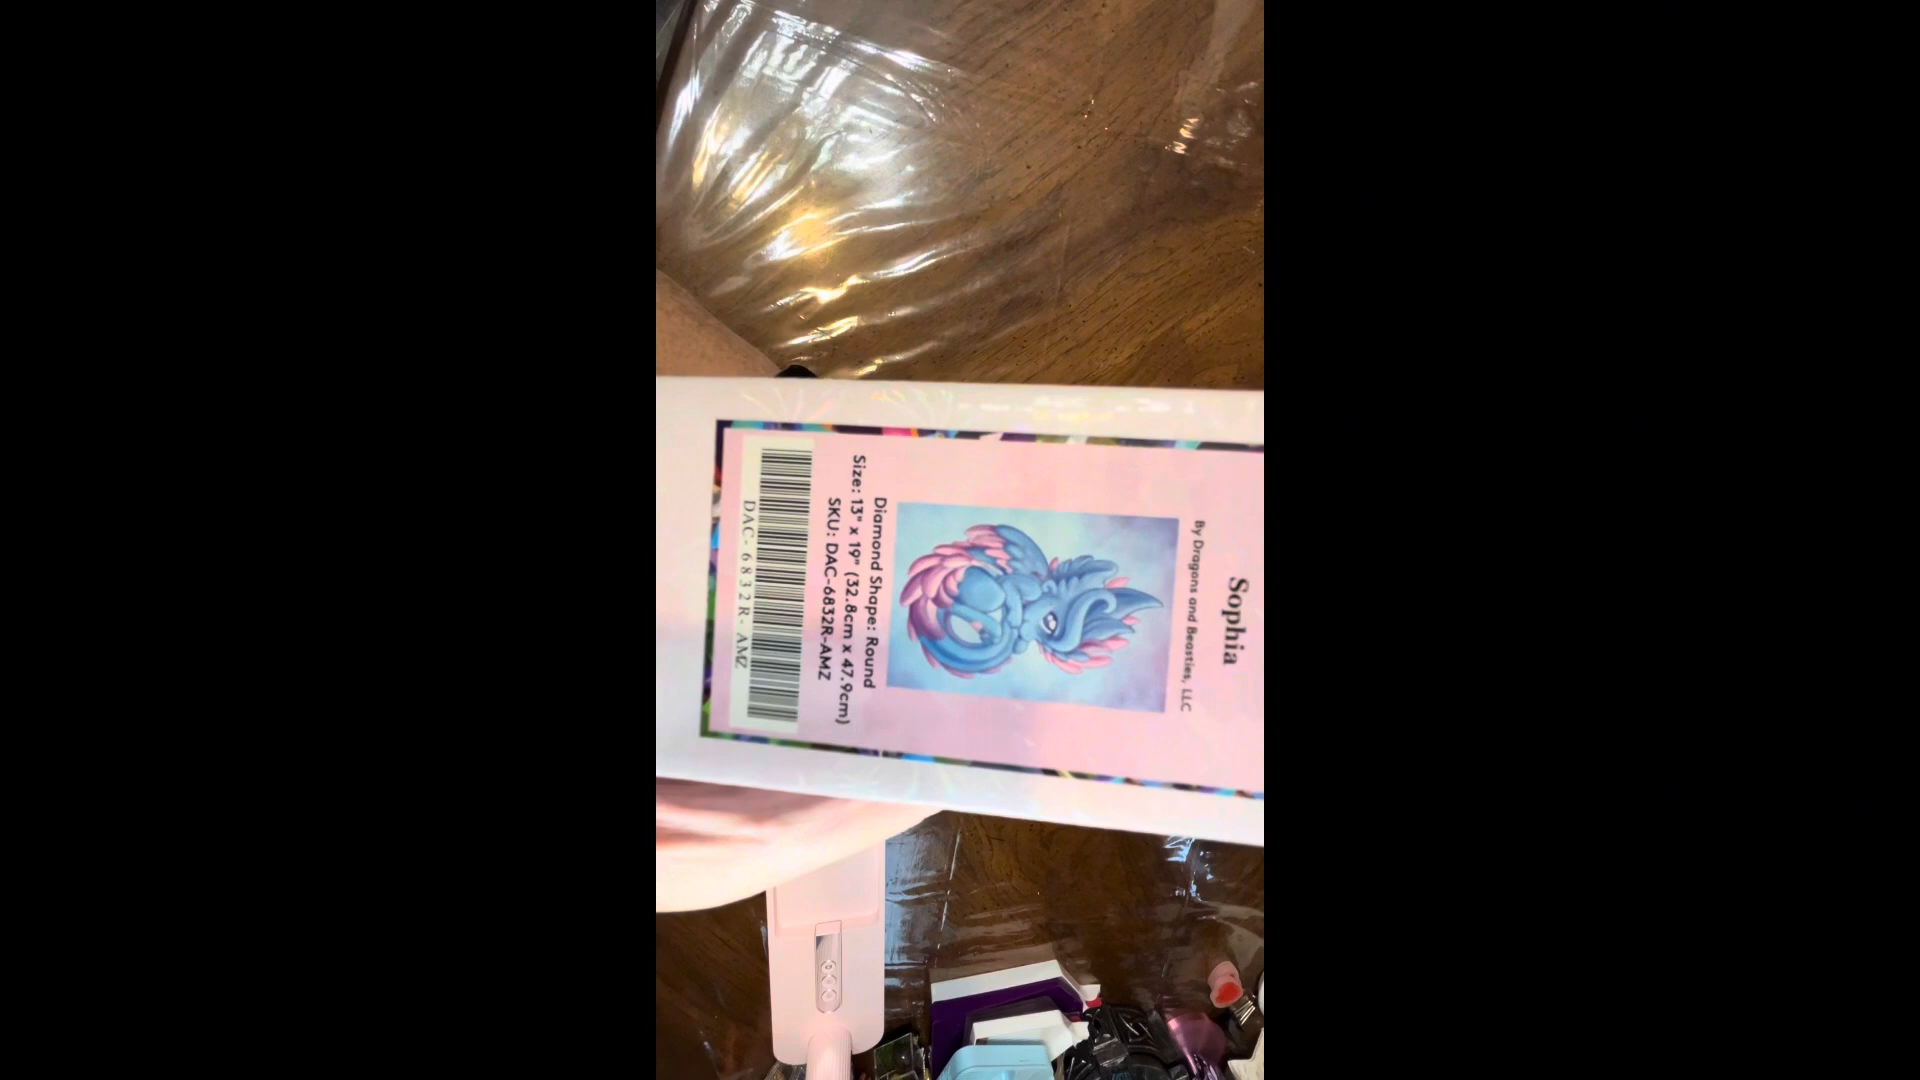 Sophia
By Dragons and Beasties, LLC
Diamond Shape: Round
Size: 13" x 19" (32.8cm x 47.9cm)
SKU: DAC-6832R-AMZ
DAC-6832R-AMZ